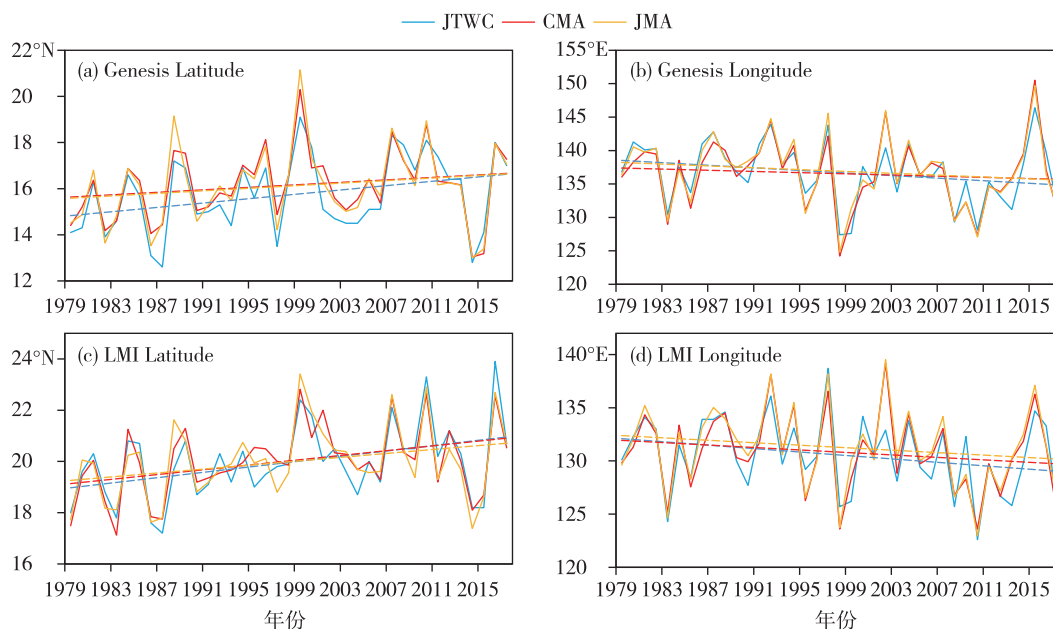 JTWC CMA JMA
22°N
(a) Genesis Latitude
20
18
16
14
12
1979 1983 1987 1991 1995 1999 2003 2007 2011 2015
155°E
(b) Genesis Longitude
150
145
140
135
130
125
120
1979 1983 1987 1991 1995 1999 2003 2007 2011 2015
24°N
(c) LMI Latitude
22
20
18
16
1979 1983 1987 1991 1995 1999 2003 2007 2011 2015
年份
140°E
(d) LMI Longitude
135
130
125
120
1979 1983 1987 1991 1995 1999 2003 2007 2011 2015
年份